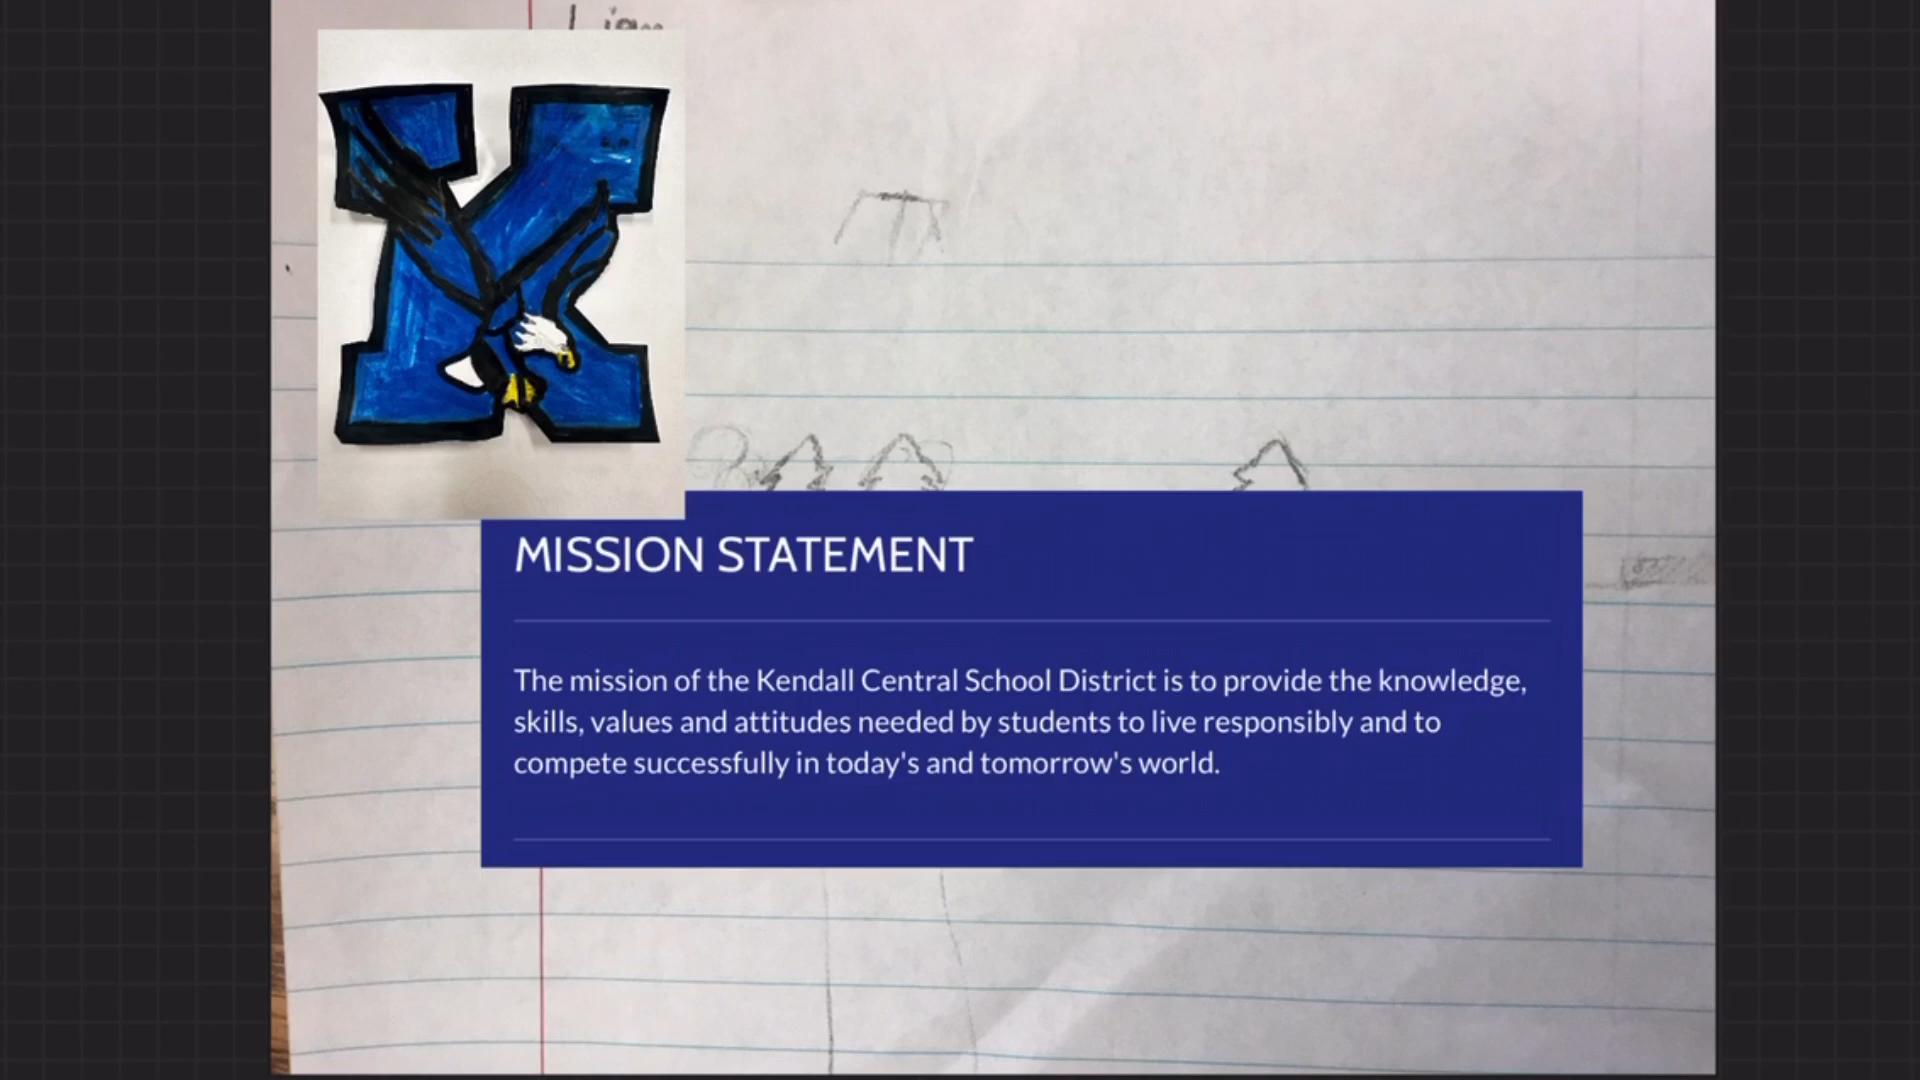 K
MISSION STATEMENT
The mission of the Kendall Central School District is to provide the knowledge,
skills, values and attitudes needed by students to live responsibly and to
compete successfully in today's and tomorrow's world.